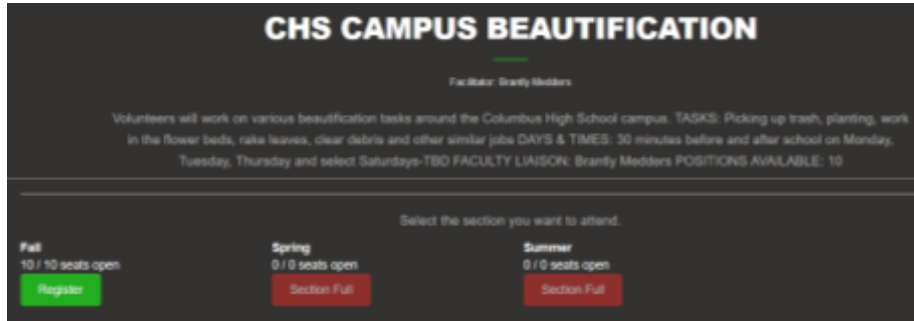 CHS CAMPUS BEAUTIFICATION
Facilitator: Brantly Medders
Volunteers will work on various beautification tasks around the Columbus High School campus. TASKS: Picking up trash, planting, work
in the flower beds, rake leaves, clear debris and other similar jobs DAYS & TIMES: 30 minutes before and after school on Monday,
Tuesday, Thursday and select Saturdays-TBD FACULTY LIAISON: Brantly Medders POSITIONS AVAILABLE: 10
Select the section you want to attend.
Fall Spring Summer
10 / 10 seats open 0 / 0 seats open 0 / 0 seats open
Register Section Full Section Full